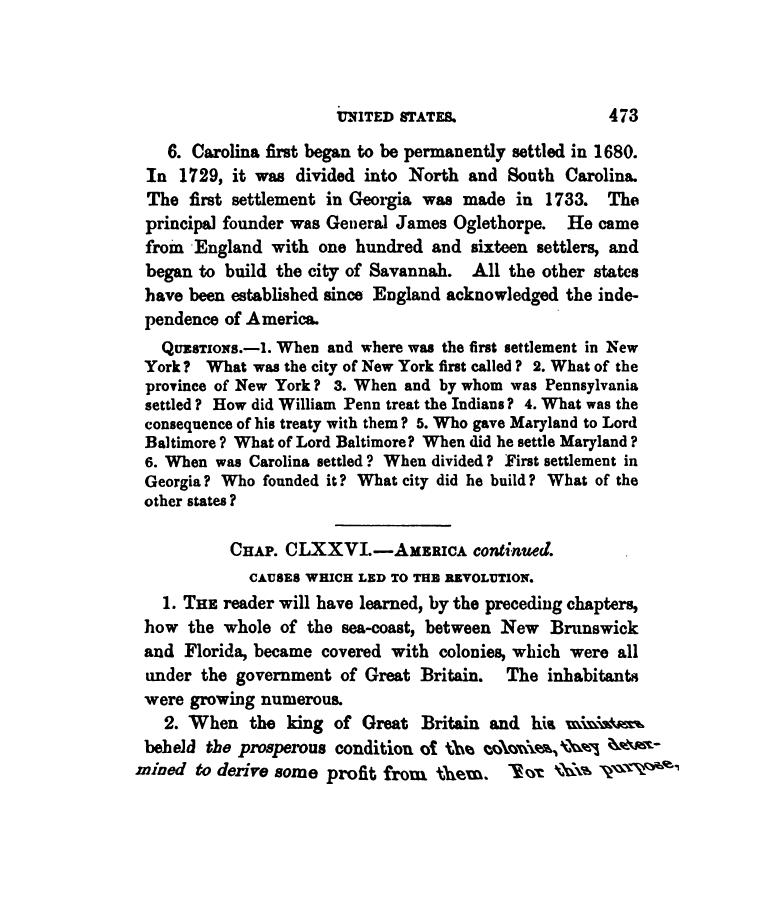 UNITED STATES. 473
6. Carolina first began to be permanently settled in 1680.
In 1729, it was divided into North and South Carolina.
The first settlement in Georgia was made in 1733. The
principal founder was General James Oglethorpe. He came
from England with one hundred and sixteen settlers, and
began to build the city of Savannah. All the other states
have been established since England acknowledged the inde-
pendence of America.
QUESTIONS.—1. When and where was the first settlement in New
York? What was the city of New York first called? 2. What of the
province of New York? 3. When and by whom was Pennsylvania
settled? How did William Penn treat the Indians? 4. What was the
consequence of his treaty with them? 5. Who gave Maryland to Lord
Baltimore? What of Lord Baltimore? When did he settle Maryland?
6. When was Carolina settled? When divided? First settlement in
Georgia? Who founded it? What city did he build? What of the
other states?
CHAP. CLXXVI.—AMERICA continued.
CAUSES WHICH LED TO THE REVOLUTION.
1. THE reader will have learned, by the preceding chapters,
how the whole of the sea-coast, between New Brunswick
and Florida, became covered with colonies, which were all
under the government of Great Britain. The inhabitants
were growing numerous.
2. When the king of Great Britain and his ministers
beheld the prosperous condition of the colonies, they deter-
mined to derive some profit from them. For this purpose,